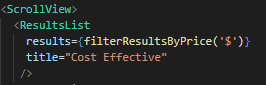 <ScrollView>
<ResultsList
results={filterResultsByPrice('$')}
title="Cost Effective"
/>